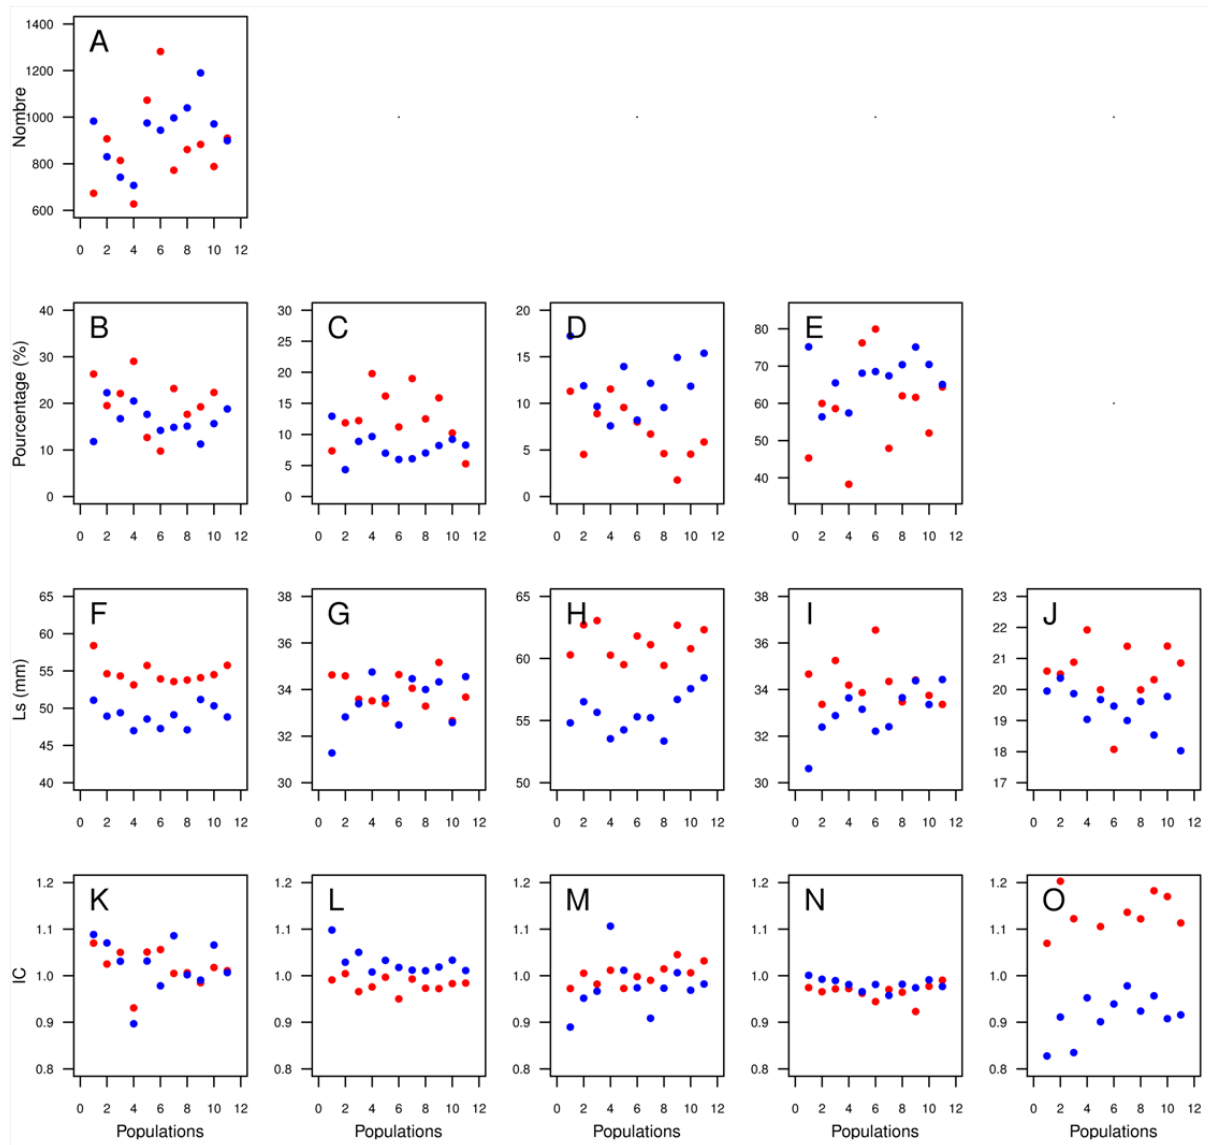 A
Nombre
1400
1200
1000
800
600
0 2 4 6 8 10 12
B C D E
Pourcentage (%)
40 30 20 80
30 25 15 70
20 20 10 60
10 15 5 50
0 10 0 40
5
0
0 2 4 6 8 10 12 0 2 4 6 8 10 12 0 2 4 6 8 10 12 0 2 4 6 8 10 12
F G H I J
Ls (mm)
65 38 65 38 23
60 36 60 36 22
55 34 55 34 21
50 32 50 32 20
45 30 30 19
40 18
17
0 2 4 6 8 10 12 0 2 4 6 8 10 12 0 2 4 6 8 10 12 0 2 4 6 8 10 12 0 2 4 6 8 10 12
K L M N O
IC
1.2 1.2 1.2 1.2 1.2
1.1 1.1 1.1 1.1 1.1
1.0 1.0 1.0 1.0 1.0
0.9 0.9 0.9 0.9 0.9
0.8 0.8 0.8 0.8 0.8
0 2 4 6 8 10 12 0 2 4 6 8 10 12 0 2 4 6 8 10 12 0 2 4 6 8 10 12 0 2 4 6 8 10 12
Populations Populations Populations Populations Populations